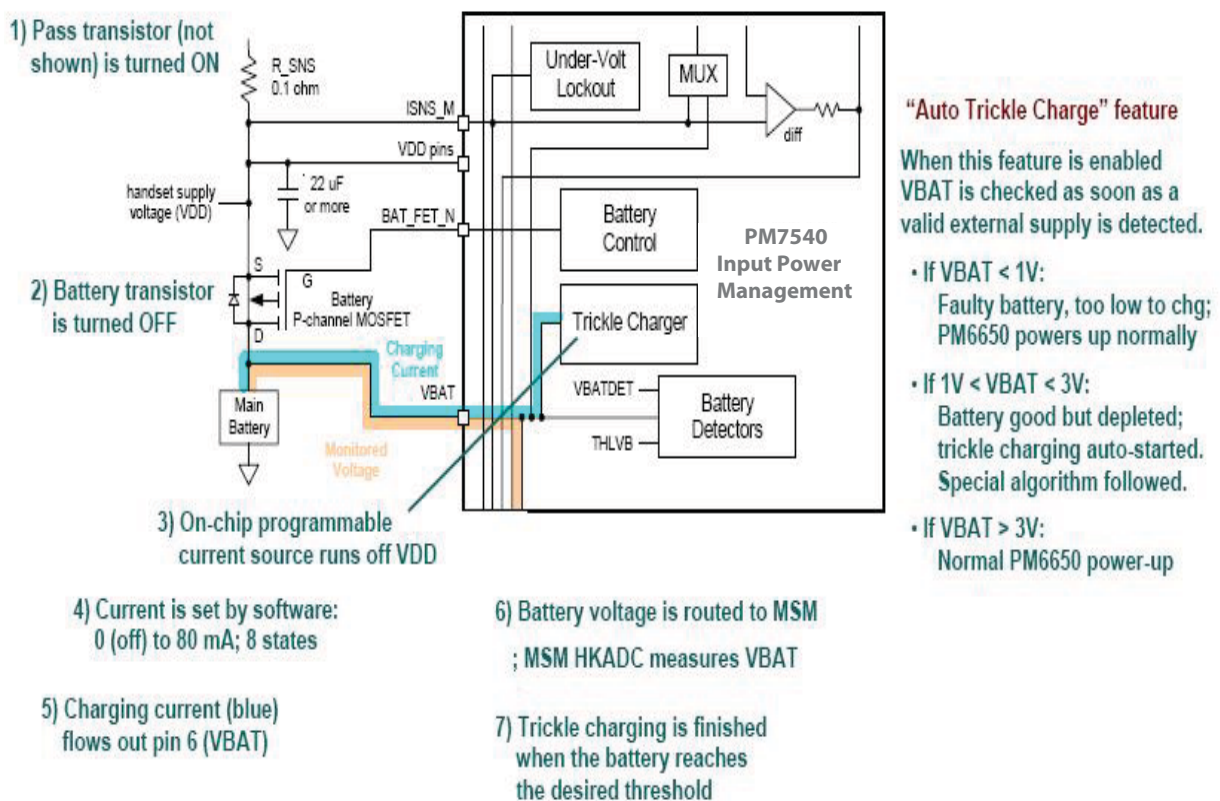 1) Pass transistor (not
shown) is turned ON
R_SNS
0.1 ohm
ISNS_M
VDD pins
22 uF
or more
handset supply
voltage (VDD)
BAT_FET_N
S
G
D
Battery
P-channel MOSFET
2) Battery transistor
is turned OFF
Charging
Current
VBAT
Main
Battery
Monitored
Voltage
Under-Volt
Lockout
MUX
diff
Battery
Control
PM7540
Input Power
Management
Trickle Charger
VBATDET
THLVB
Battery
Detectors
3) On-chip programmable
current source runs off VDD
4) Current is set by software:
0 (off) to 80 mA; 8 states
5) Charging current (blue)
flows out pin 6 (VBAT)
6) Battery voltage is routed to MSM
; MSM HKADC measures VBAT
7) Trickle charging is finished
when the battery reaches
the desired threshold
“Auto Trickle Charge” feature
When this feature is enabled
VBAT is checked as soon as a
valid external supply is detected.
• If VBAT < 1V:
Faulty battery, too low to chg;
PM6650 powers up normally
• If 1V < VBAT < 3V:
Battery good but depleted;
trickle charging auto-started.
Special algorithm followed.
• If VBAT > 3V:
Normal PM6650 power-up